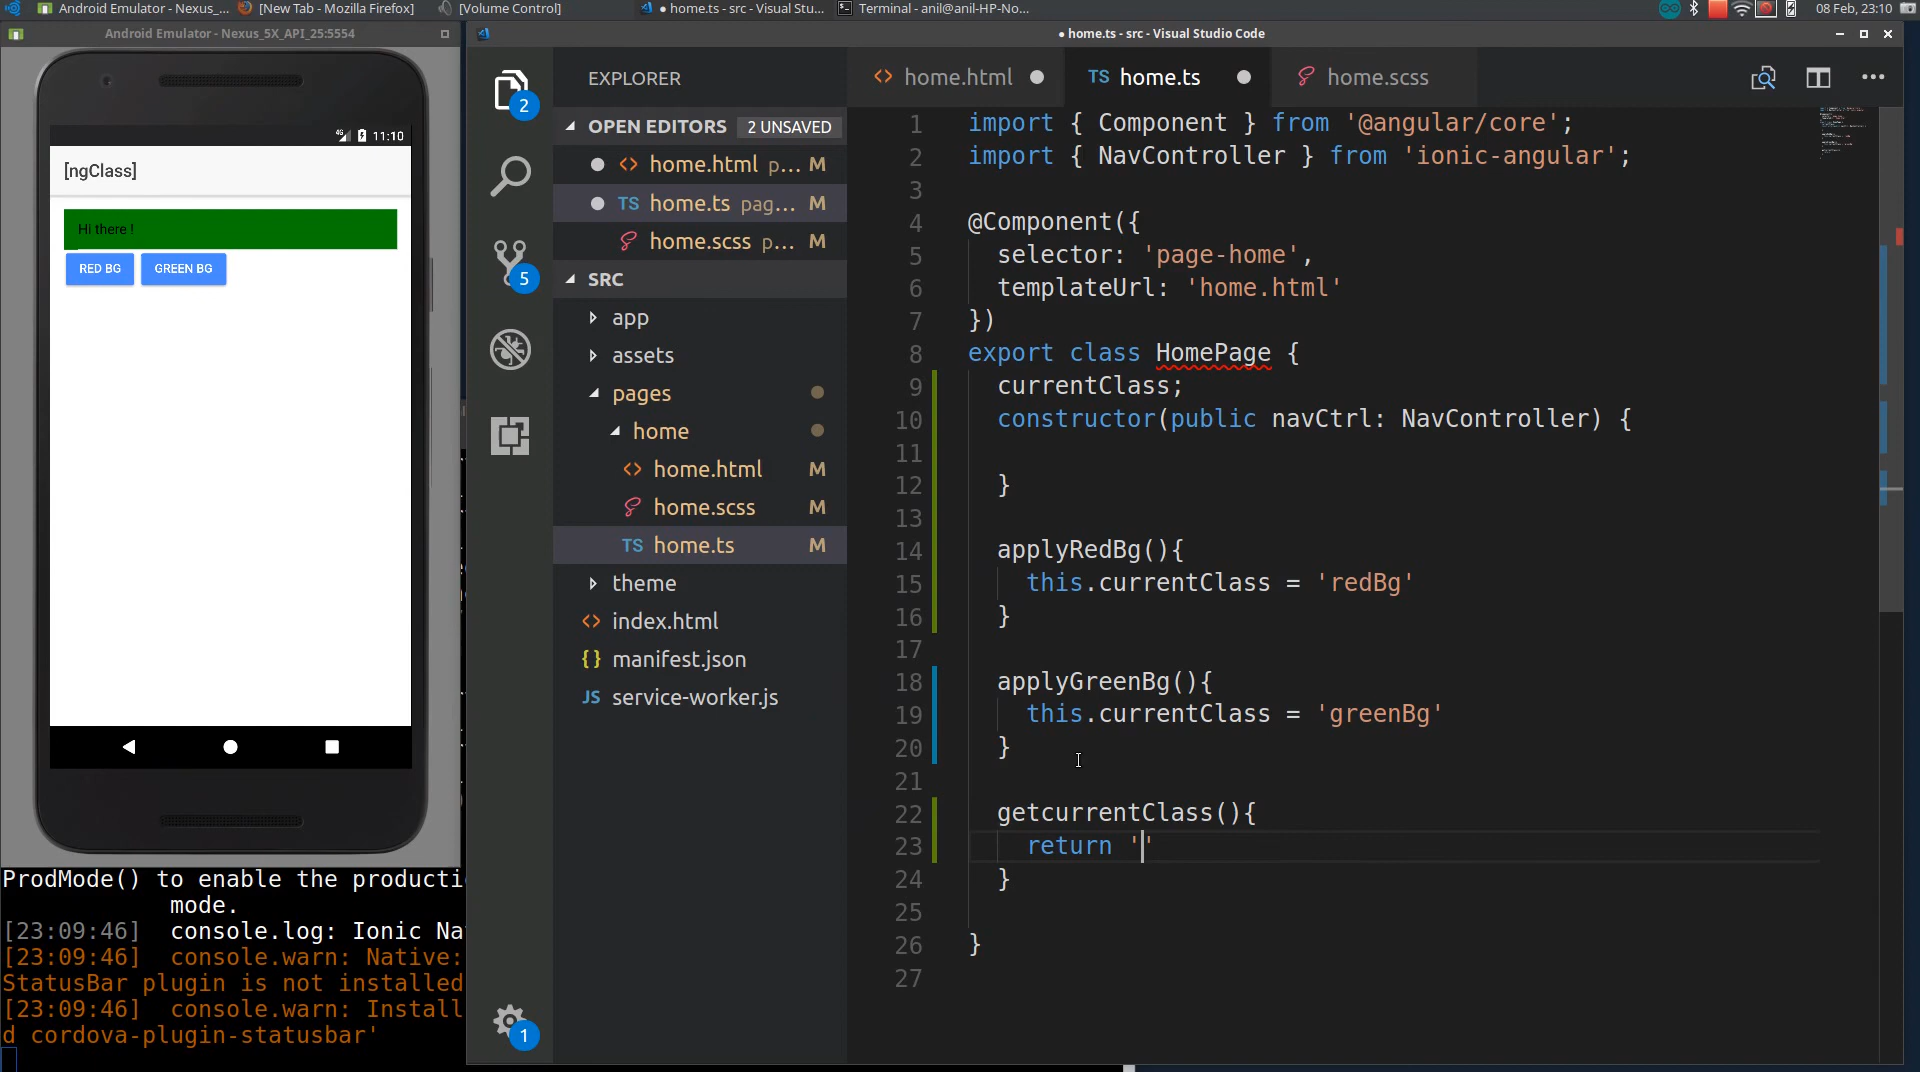 Android Emulator - Nexus_...
[New Tab - Mozilla Firefox]
[Volume Control]
● home.ts - src - Visual Stu...
Terminal - anil@anil-HP-No...
08 Feb, 23:10
Android Emulator - Nexus_5X_API_25:5554
● home.ts - src - Visual Studio Code
4G
11:10
[ngClass]
Hi there !
RED BG
GREEN BG
ProdMode() to enable the producti
mode.
[23:09:46] console.log: Ionic Na
[23:09:46] console.warn: Native:
StatusBar plugin is not installed
[23:09:46] console.warn: Install
d cordova-plugin-statusbar'
2
5
1
EXPLORER
OPEN EDITORS 2 UNSAVED
<> home.html p... M
TS home.ts pag... M
home.scss p... M
SRC
app
assets
pages
home
<> home.html M
home.scss M
TS home.ts M
theme
<> index.html
{} manifest.json
JS service-worker.js
<> home.html
TS home.ts
home.scss
1 import { Component } from '@angular/core';
2 import { NavController } from 'ionic-angular';
3
4 @Component({
5 selector: 'page-home',
6 templateUrl: 'home.html'
7 })
8 export class HomePage {
9 currentClass;
10 constructor(public navCtrl: NavController) {
11
12 }
13
14 applyRedBg(){
15 this.currentClass = 'redBg'
16 }
17
18 applyGreenBg(){
19 this.currentClass = 'greenBg'
20 }
21
22 getcurrentClass(){
23 return ''
24 }
25
26 }
27